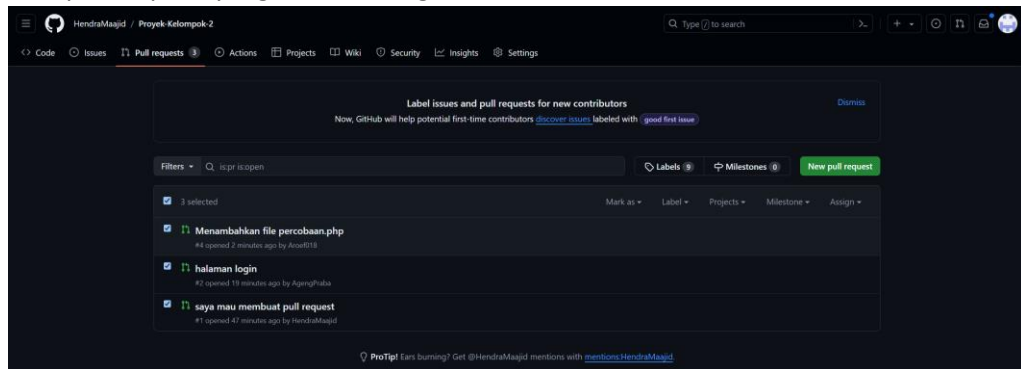 HendraMaajid / Proyek-Kelompok-2
Type / to search
Code Issues Pull requests 3 Actions Projects Wiki Security Insights Settings
Label issues and pull requests for new contributors
Dismiss
Now, GitHub will help potential first-time contributors discover issues labeled with good first issue
Filters is:pr is:open Labels 9 Milestones 0 New pull request
3 selected Mark as Label Projects Milestone Assign
Menambahkan file percobaan.php
#4 opened 2 minutes ago by Aroef018
halaman login
#2 opened 19 minutes ago by AgengPraba
saya mau membuat pull request
#1 opened 47 minutes ago by HendraMaajid
ProTip! Ears burning? Get @HendraMaajid mentions with mentions:HendraMaajid.